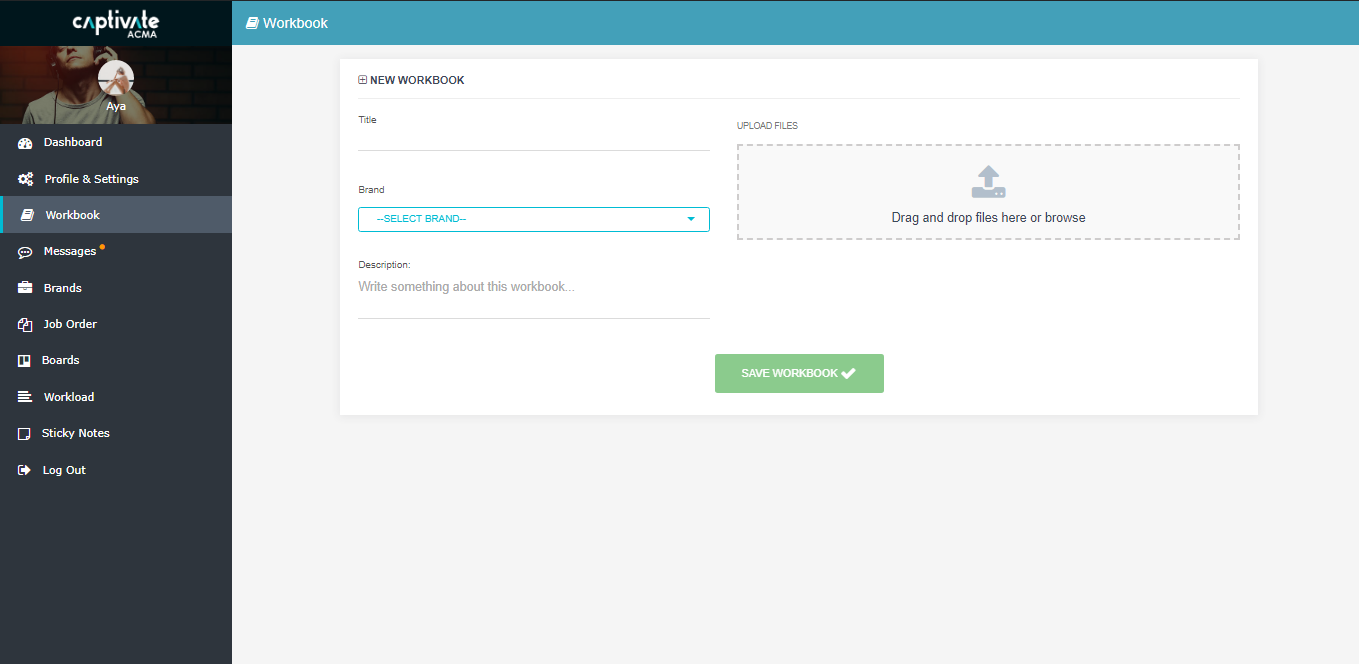 captivate
ACMA
Workbook
Aya
Dashboard
Profile & Settings
Workbook
Messages
Brands
Job Order
Boards
Workload
Sticky Notes
Log Out
NEW WORKBOOK
Title
Brand
--SELECT BRAND--
Description:
Write something about this workbook...
UPLOAD FILES
Drag and drop files here or browse
SAVE WORKBOOK